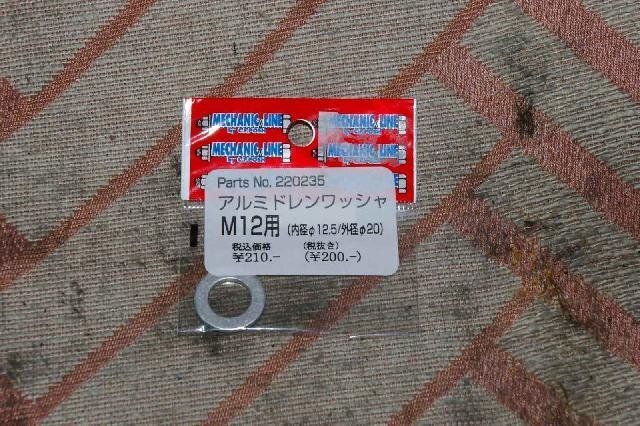 MECHANIC LINE
MECHANIC LINE
MECHANIC LINE
MECHANIC LINE
Parts No. 220235
アルミドレンワッシャ
M12用 (内径φ12.5/外径φ20)
税込価格 (税抜き)
¥210.- (¥200.-)